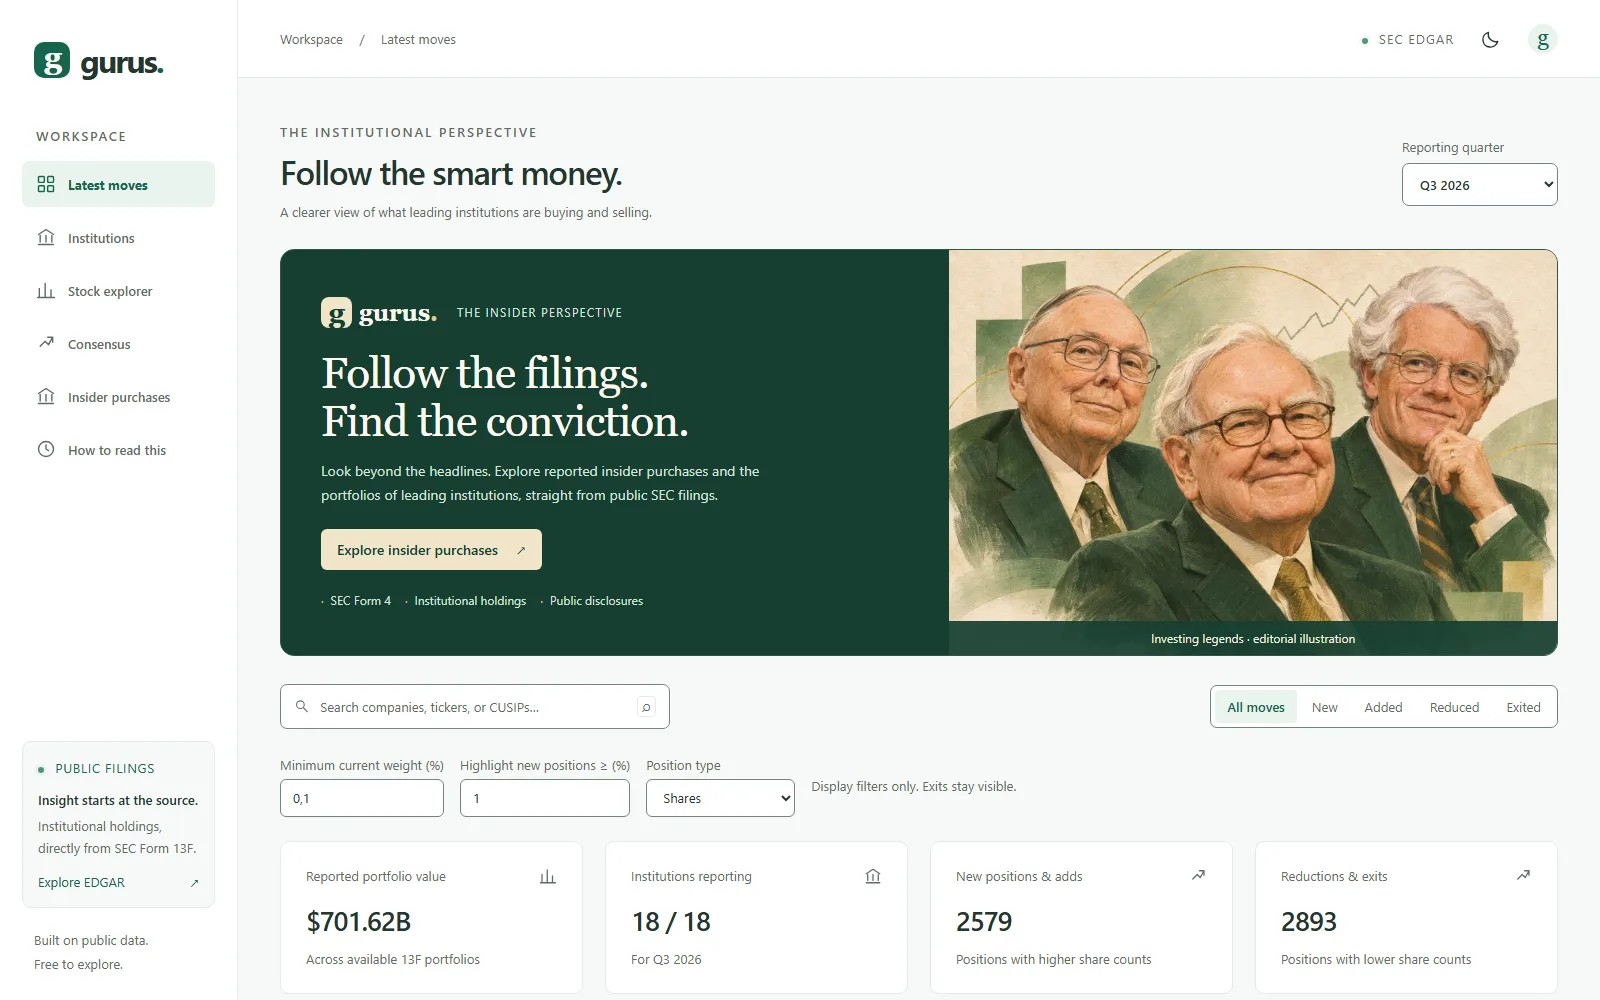 g gurus.
WORKSPACE
Latest moves
Institutions
Stock explorer
Consensus
Insider purchases
How to read this
PUBLIC FILINGS
Insight starts at the source.
Institutional holdings,
directly from SEC Form 13F.
Explore EDGAR ↗
Built on public data.
Free to explore.
Workspace / Latest moves
SEC EDGAR
g
THE INSTITUTIONAL PERSPECTIVE
Follow the smart money.
A clearer view of what leading institutions are buying and selling.
Reporting quarter
Q3 2026
g gurus. THE INSIDER PERSPECTIVE
Follow the filings.
Find the conviction.
Look beyond the headlines. Explore reported insider purchases and the
portfolios of leading institutions, straight from public SEC filings.
Explore insider purchases ↗
· SEC Form 4 · Institutional holdings · Public disclosures
Investing legends · editorial illustration
Search companies, tickers, or CUSIPs...
All moves New Added Reduced Exited
Minimum current weight (%) Highlight new positions ≥ (%) Position type
0,1 1 Shares
Display filters only. Exits stay visible.
Reported portfolio value
$701.62B
Across available 13F portfolios
Institutions reporting
18 / 18
For Q3 2026
New positions & adds
2579
Positions with higher share counts
Reductions & exits
2893
Positions with lower share counts